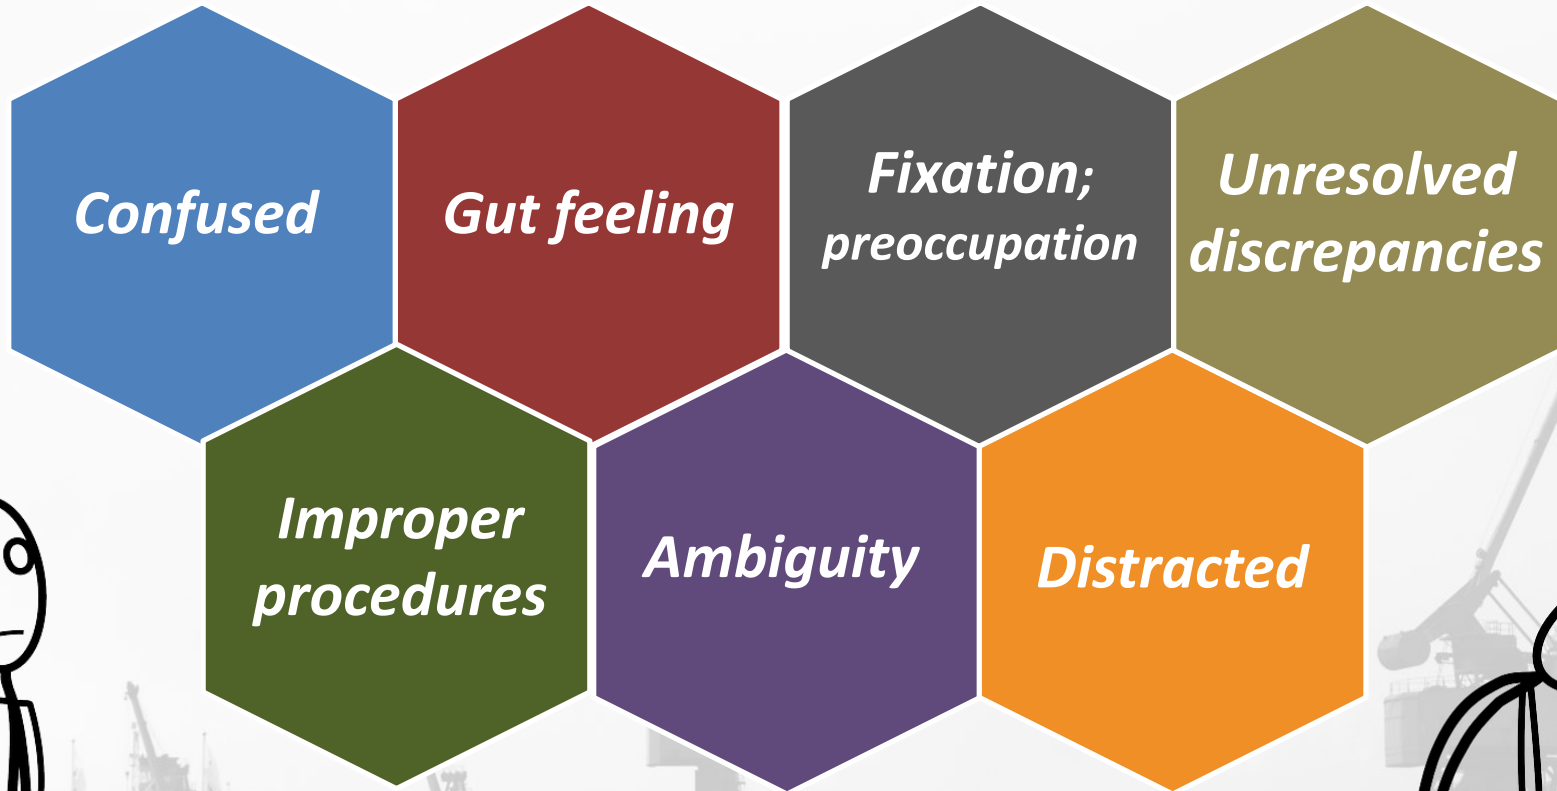 Confused
Gut feeling
Fixation;
preoccupation
Unresolved
discrepancies
Improper
procedures
Ambiguity
Distracted